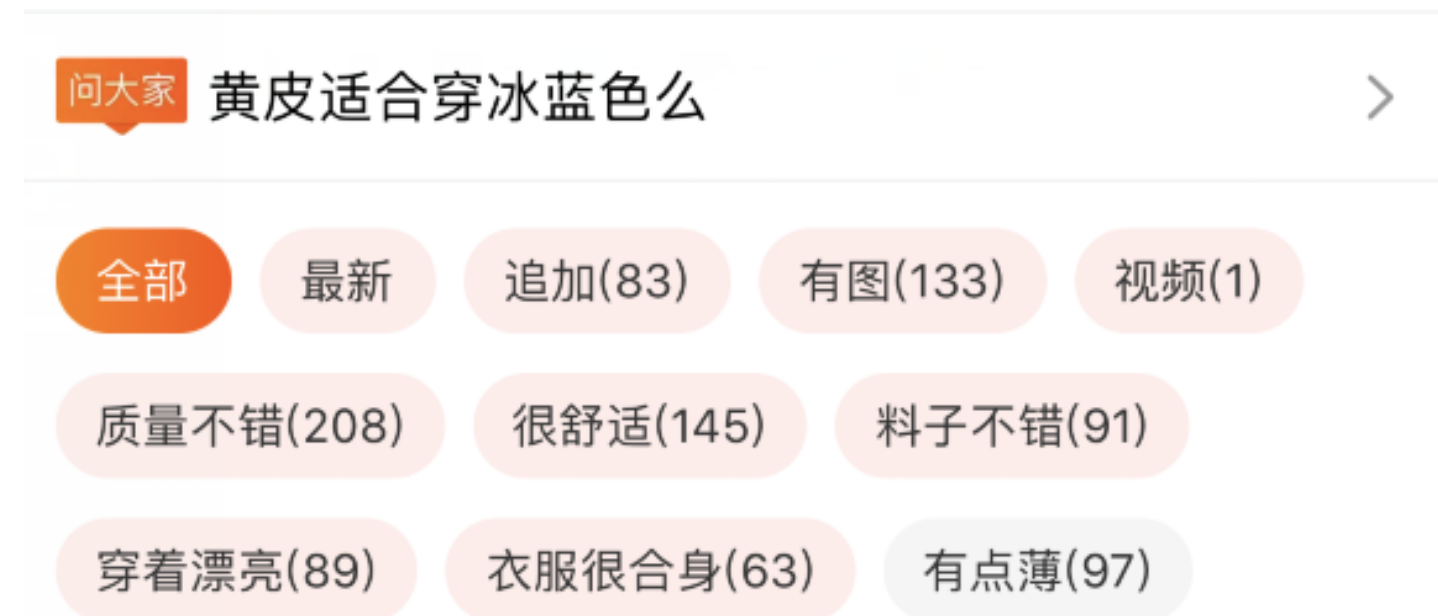 问大家 黄皮适合穿冰蓝色么
全部 最新 追加(83) 有图(133) 视频(1)
质量不错(208) 很舒适(145) 料子不错(91)
穿着漂亮(89) 衣服很合身(63) 有点薄(97)